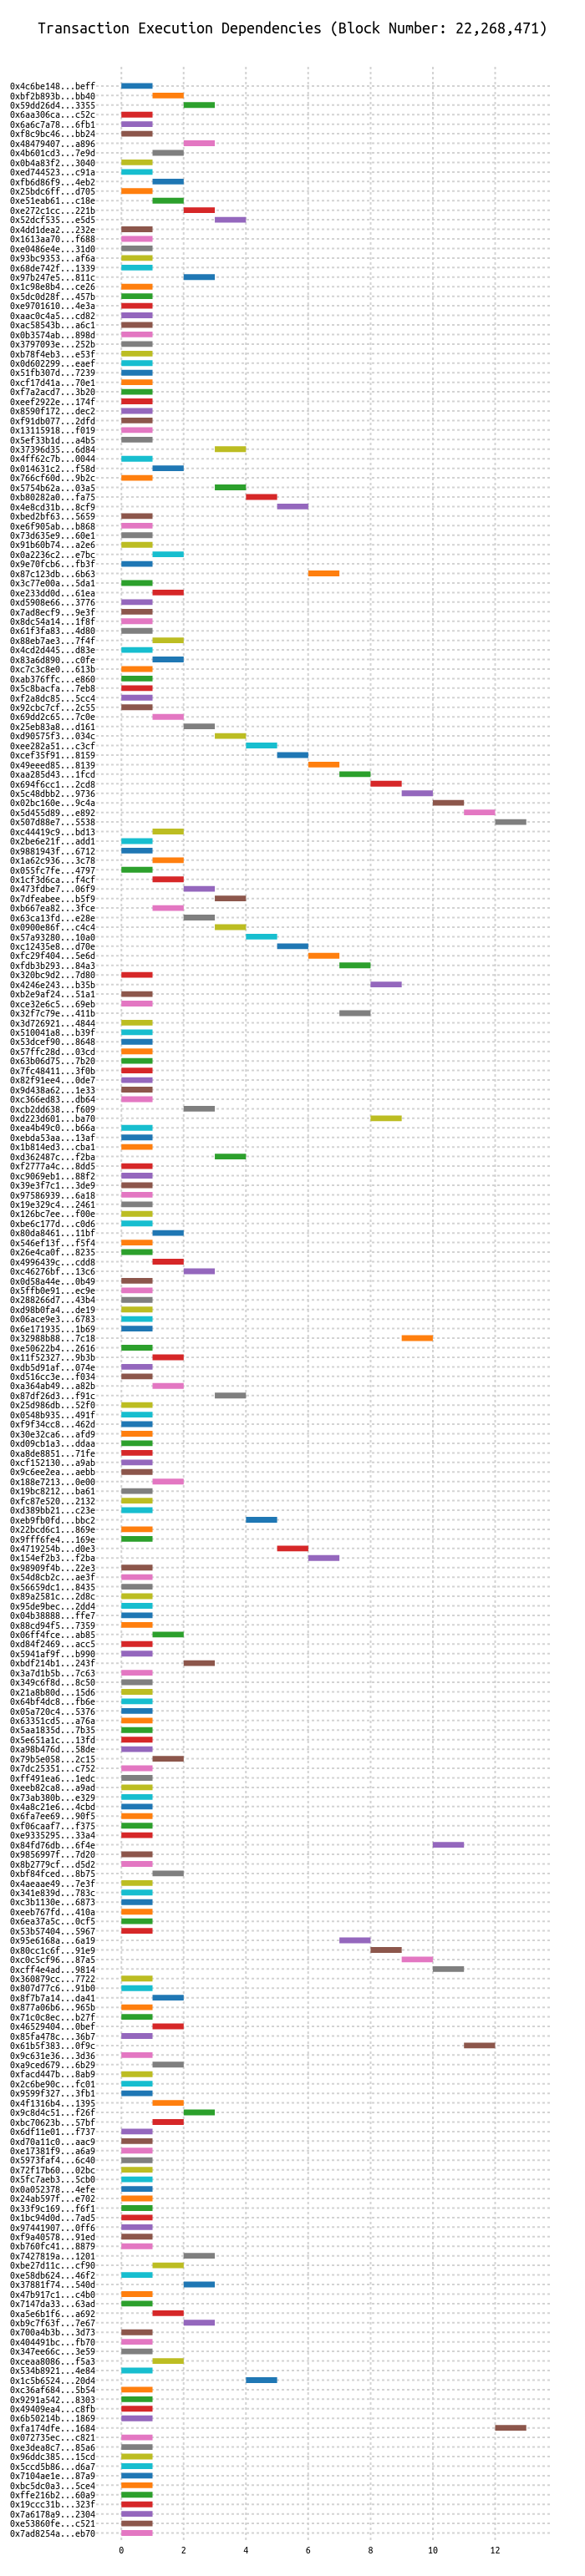 Transaction Execution Dependencies (Block Number: 22,268,471)
0x4c6be148...beff
0xbf2b893b...bb40
0x59dd26d4...3355
0x6aa306ca...c52c
0x6a6c7a78...6fb1
0xf8c9bc46...bb24
0x48479407...a896
0x4b601cd3...7e9d
0x0b4a83f2...3040
0xed744523...c91a
0xfb6d86f9...4eb2
0x25bdc6ff...d705
0xe51eab61...c18e
0xe272c1cc...221b
0x52dcf535...e5d5
0x4dd1dea2...232e
0x1613aa70...f688
0xe0486e4e...31d0
0x93bc9353...af6a
0x68de742f...1339
0x97b247e5...811c
0x1c98e8b4...ce26
0x5dc0d28f...457b
0xe9701610...4e3a
0xaac0c4a5...cd82
0xac58543b...a6c1
0x0b3574ab...898d
0x3797093e...252b
0xb78f4eb3...e53f
0x0d602299...eaef
0x51fb307d...7239
0xcf17d41a...70e1
0xf7a2acd7...3b20
0xeef2922e...174f
0x8590f172...dec2
0xf91db077...2dfd
0x13115918...f019
0x5ef33b1d...a4b5
0x37396d35...6d84
0x4ff62c7b...0044
0x014631c2...f58d
0x766cf60d...9b2c
0x5754b62a...03a5
0xb80282a0...fa75
0x4e8cd31b...8cf9
0xbed2bf63...5659
0xe6f905ab...b868
0x73d635e9...60e1
0x91b60b74...a2e6
0x0a2236c2...e7bc
0x9e70fcb6...fb3f
0x87c123db...6b63
0x3c77e00a...5da1
0xe233dd0d...61ea
0xd5908e66...3776
0x7ad8ecf9...9e3f
0x8dc54a14...1f8f
0x61f3fa83...4d80
0x88eb7ae3...7f4f
0x4cd2d445...d83e
0x83a6d890...c0fe
0xc7c3c8e0...613b
0xab376ffc...e860
0x5c8bacfa...7eb8
0xf2a8dc85...5cc4
0x92cbc7cf...2c55
0x69dd2c65...7c0e
0x25eb83a8...d161
0xd90575f3...034c
0xee282a51...c3cf
0xcef35f91...8159
0x49eeed85...8139
0xaa285d43...1fcd
0x694f6cc1...2cd8
0x5c48dbb2...9736
0x02bc160e...9c4a
0x5d455d89...e892
0x507d88e7...5538
0xc44419c9...bd13
0x2be6e21f...add1
0x9881943f...6712
0x1a62c936...3c78
0x055fc7fe...4797
0x1cf3d6ca...f4cf
0x473fdbe7...06f9
0x7dfeabee...b5f9
0xb667ea82...3fce
0x63ca13fd...e28e
0x0900e86f...c4c4
0x57a93280...10a0
0xc12435e8...d70e
0xfc29f404...5e6d
0xfdb3b293...84a3
0x320bc9d2...7d80
0x4246e243...b35b
0xb2e9af24...51a1
0xce32e6c5...69eb
0x32f7c79e...411b
0x3d726921...4844
0x510041a8...b39f
0x53dcef90...8648
0x57ffc28d...03cd
0x63b06d75...7b20
0x7fc48411...3f0b
0x82f91ee4...0de7
0x9d438a62...1e33
0xc366ed83...db64
0xcb2dd638...f609
0xd223d601...ba70
0xea4b49c0...b66a
0xebda53aa...13af
0x1b814ed3...cba1
0xd362487c...f2ba
0xf2777a4c...8dd5
0xc9069eb1...88f2
0x39e3f7c1...3de9
0x97586939...6a18
0x19e329c4...2461
0x126bc7ee...f00e
0xbe6c177d...c0d6
0x80da8461...11bf
0x546ef13f...f5f4
0x26e4ca0f...8235
0x4996439c...cdd8
0xc46276bf...13c6
0x0d58a44e...0b49
0x5ffb0e91...ec9e
0x288266d7...43b4
0xd98b0fa4...de19
0x06ace9e3...6783
0x6e171935...1b69
0x32988b88...7c18
0xe50622b4...2616
0x11f52327...9b3b
0xdb5d91af...074e
0xd516cc3e...f034
0xa364ab49...a82b
0x87df26d3...f91c
0x25d986db...52f0
0x0548b935...491f
0xf9f34cc8...462d
0x30e32ca6...afd9
0xd09cb1a3...ddaa
0xa8de8851...71fe
0xcf152130...a9ab
0x9c6ee2ea...aebb
0x188e7213...0e00
0x19bc8212...ba61
0xfc87e520...2132
0xd389bb21...c23e
0xeb9fb0fd...bbc2
0x22bcd6c1...869e
0x9fff6fe4...169e
0x4719254b...d0e3
0x154ef2b3...f2ba
0x98909f4b...22e3
0x54d8cb2c...ae3f
0x56659dc1...8435
0x89a2581c...2d8c
0x95de9bec...2dd4
0x04b38888...ffe7
0x88cd94f5...7359
0x06ff4fce...ab85
0xd84f2469...acc5
0x5941af9f...b990
0xbdf214b1...243f
0x3a7d1b5b...7c63
0x349c6f8d...8c50
0x21a8b80d...15d6
0x64bf4dc8...fb6e
0x05a720c4...5376
0x63351cd5...a76a
0x5aa1835d...7b35
0x5e651a1c...13fd
0xa98b476d...58de
0x79b5e058...2c15
0x7dc25351...c752
0xff491ea6...1edc
0xeeb82ca8...a9ad
0x73ab380b...e329
0x4a8c21e6...4cbd
0x6fa7ee69...90f5
0xf06caaf7...f375
0xe9335295...33a4
0x84fd76db...6f4e
0x9856997f...7d20
0x8b2779cf...d5d2
0xbf84fced...8b75
0x4aeaae49...7e3f
0x341e839d...783c
0xc3b1130e...6873
0xeeb767fd...410a
0x6ea37a5c...0cf5
0x53b57404...5967
0x95e6168a...6a19
0x80cc1c6f...91e9
0xc0c5cf96...87a5
0xcff4e4ad...9814
0x360879cc...7722
0x807d77c6...91b0
0x8f7b7a14...da41
0x877a06b6...965b
0x71c0c8ec...b27f
0x46529404...0bef
0x85fa478c...36b7
0x61b5f383...0f9c
0x9c631e36...3d36
0xa9ced679...6b29
0xfacd447b...8ab9
0x2c6be90c...fc01
0x9599f327...3fb1
0x4f1316b4...1395
0x9c8d4c51...f26f
0xbc70623b...57bf
0x6df11e01...f737
0xd70a11c0...aac9
0xe17381f9...a6a9
0x5973faf4...6c40
0x72f17b60...02bc
0x5fc7aeb3...5cb0
0x0a052378...4efe
0x24ab597f...e702
0x33f9c169...f6f1
0x1bc94d0d...7ad5
0x97441907...0ff6
0xf9a40578...91ed
0xb760fc41...8879
0x7427819a...1201
0xbe27d11c...cf90
0xe58db624...46f2
0x37881f74...540d
0x47b917c1...c4b0
0x7147da33...63ad
0xa5e6b1f6...a692
0xb9c7f63f...7e67
0x700a4b3b...3d73
0x404491bc...fb70
0x347ee66c...3e59
0xceaa8086...f5a3
0x534b8921...4e84
0x1c5b6524...20d4
0xc36af684...5b54
0x9291a542...8303
0x49409ea4...c8fb
0x6b50214b...1869
0xfa174dfe...1684
0x072735ec...c821
0xe3dea8c7...85a6
0x96ddc385...15cd
0x5ccd5b86...d6a7
0x7104ae1e...87a9
0xbc5dc0a3...5ce4
0xffe216b2...60a9
0x19ccc31b...323f
0x7a6178a9...2304
0xe53860fe...c521
0x7ad8254a...eb70
0 2 4 6 8 10 12